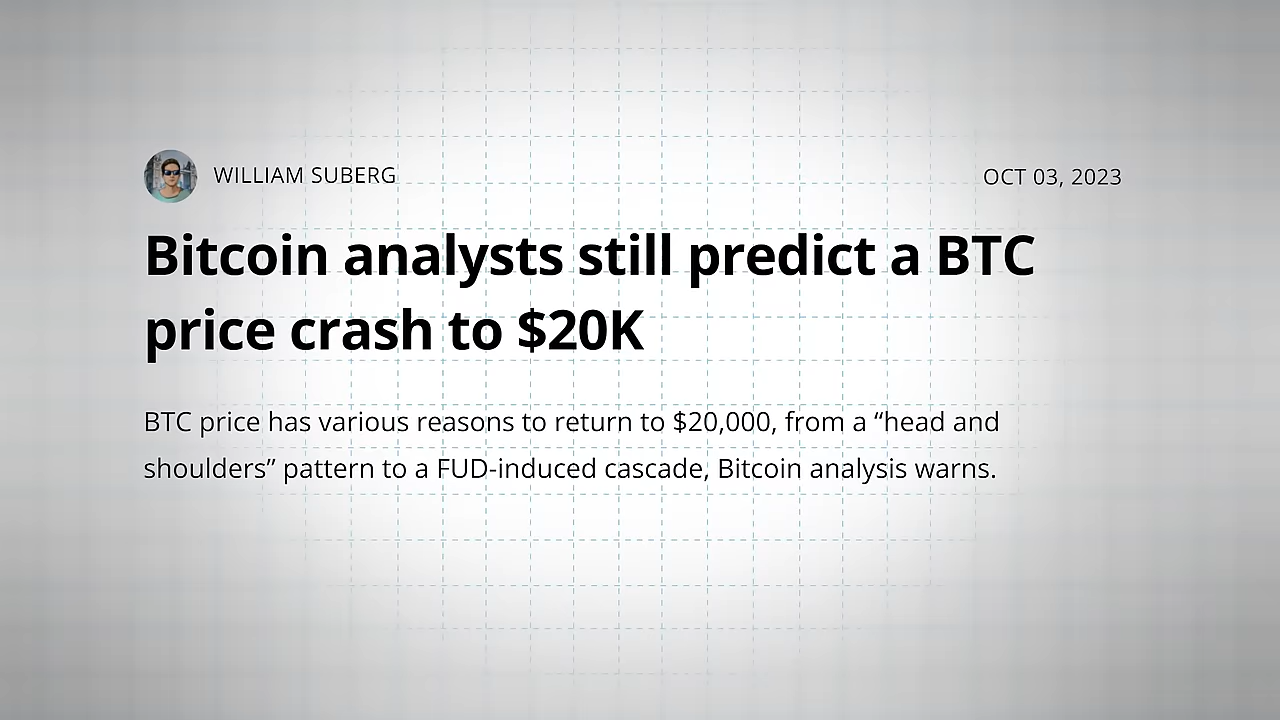 WILLIAM SUBERG
OCT 03, 2023
Bitcoin analysts still predict a BTC
price crash to $20K
BTC price has various reasons to return to $20,000, from a “head and
shoulders” pattern to a FUD-induced cascade, Bitcoin analysis warns.